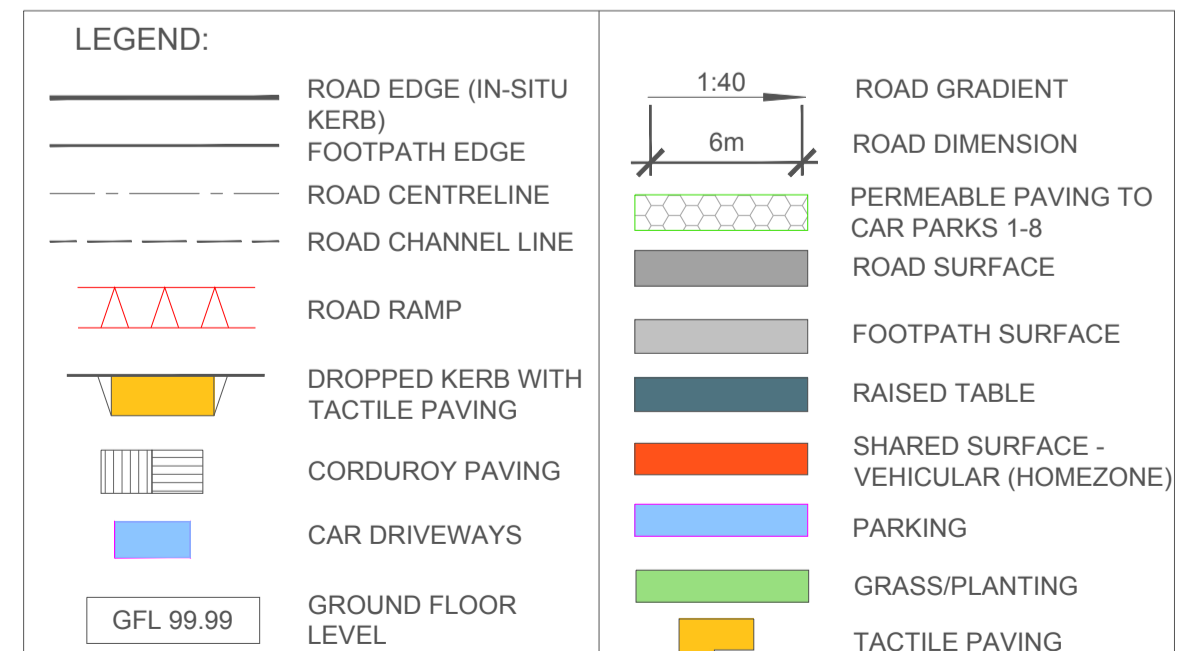 LEGEND:
ROAD EDGE (IN-SITU
KERB)
FOOTPATH EDGE
ROAD CENTRELINE
ROAD CHANNEL LINE
ROAD RAMP
DROPPED KERB WITH
TACTILE PAVING
CORDUROY PAVING
CAR DRIVEWAYS
GFL 99.99
GROUND FLOOR
LEVEL
1:40
ROAD GRADIENT
6m
ROAD DIMENSION
PERMEABLE PAVING TO
CAR PARKS 1-8
ROAD SURFACE
FOOTPATH SURFACE
RAISED TABLE
SHARED SURFACE -
VEHICULAR (HOMEZONE)
PARKING
GRASS/PLANTING
TACTILE PAVING